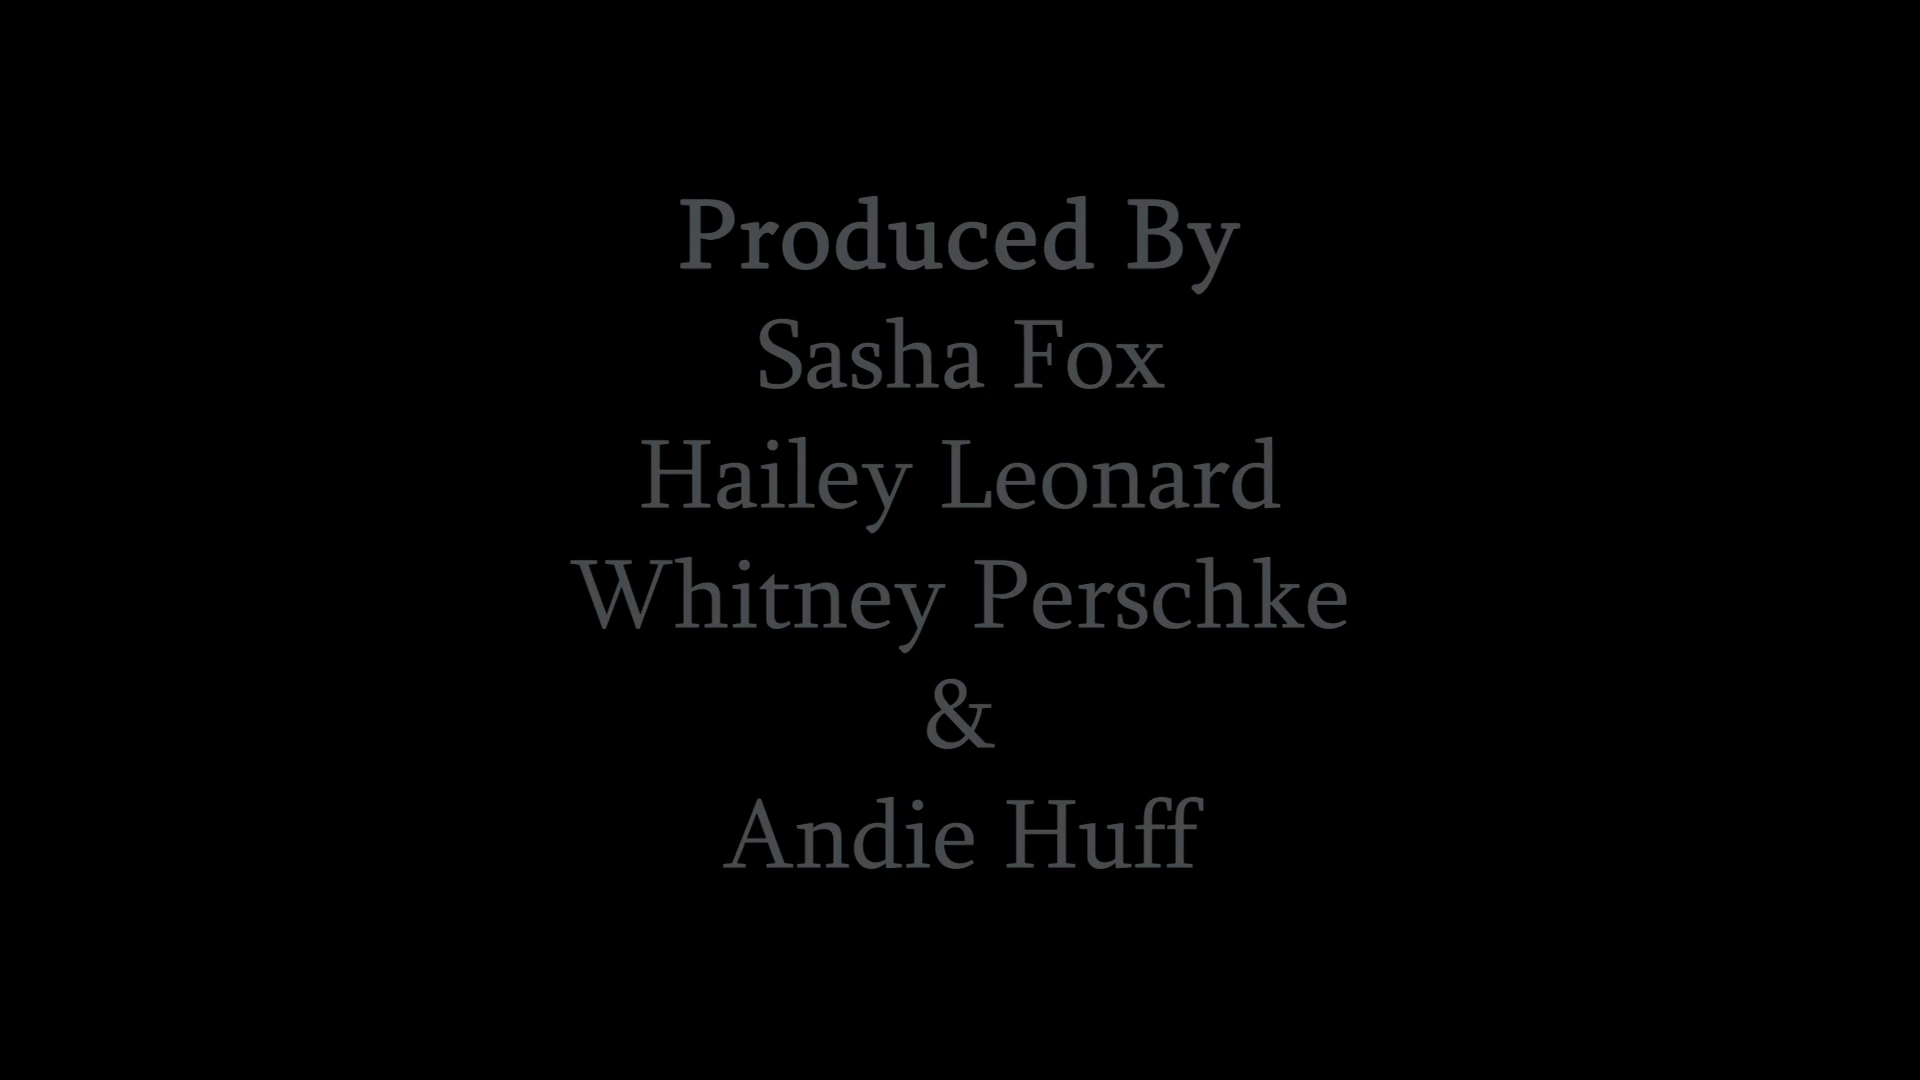 Produced By
Sasha Fox
Hailey Leonard
Whitney Perschke
&
Andie Huff